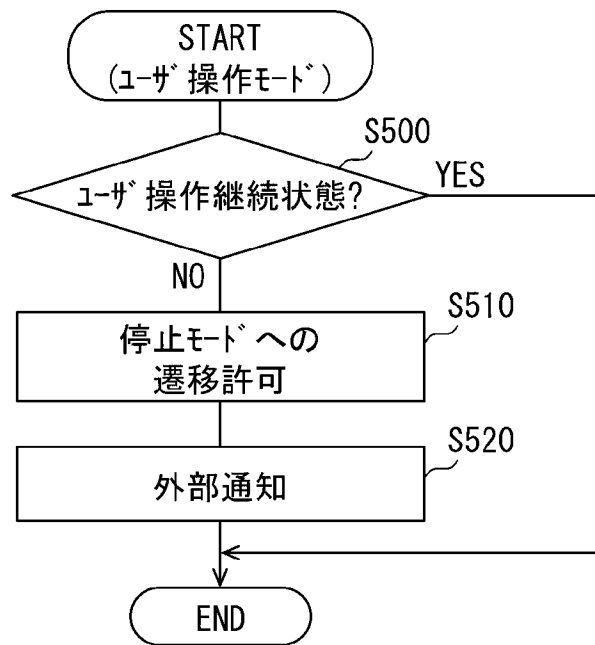 START
(ﾕｰｻﾞ操作ﾓｰﾄﾞ)
S500
ﾕｰｻﾞ操作継続状態?
YES
NO
S510
停止ﾓｰﾄﾞへの
遷移許可
S520
外部通知
END